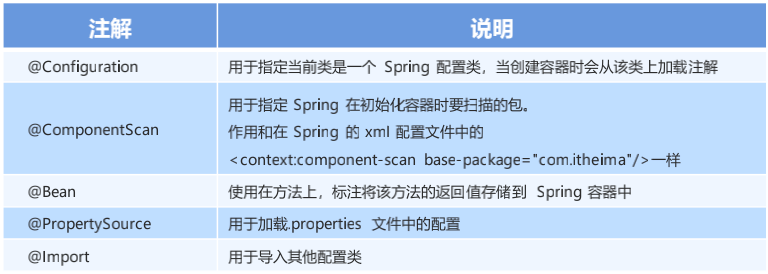 注解 说明
@Configuration 用于指定当前类是一个 Spring 配置类，当创建容器时会从该类上加载注解
@ComponentScan 用于指定 Spring 在初始化容器时要扫描的包。
作用和在 Spring 的 xml 配置文件中的
<context:component-scan base-package="com.itheima"/>一样
@Bean 使用在方法上，标注将该方法的返回值存储到 Spring 容器中
@PropertySource 用于加载.properties 文件中的配置
@Import 用于导入其他配置类